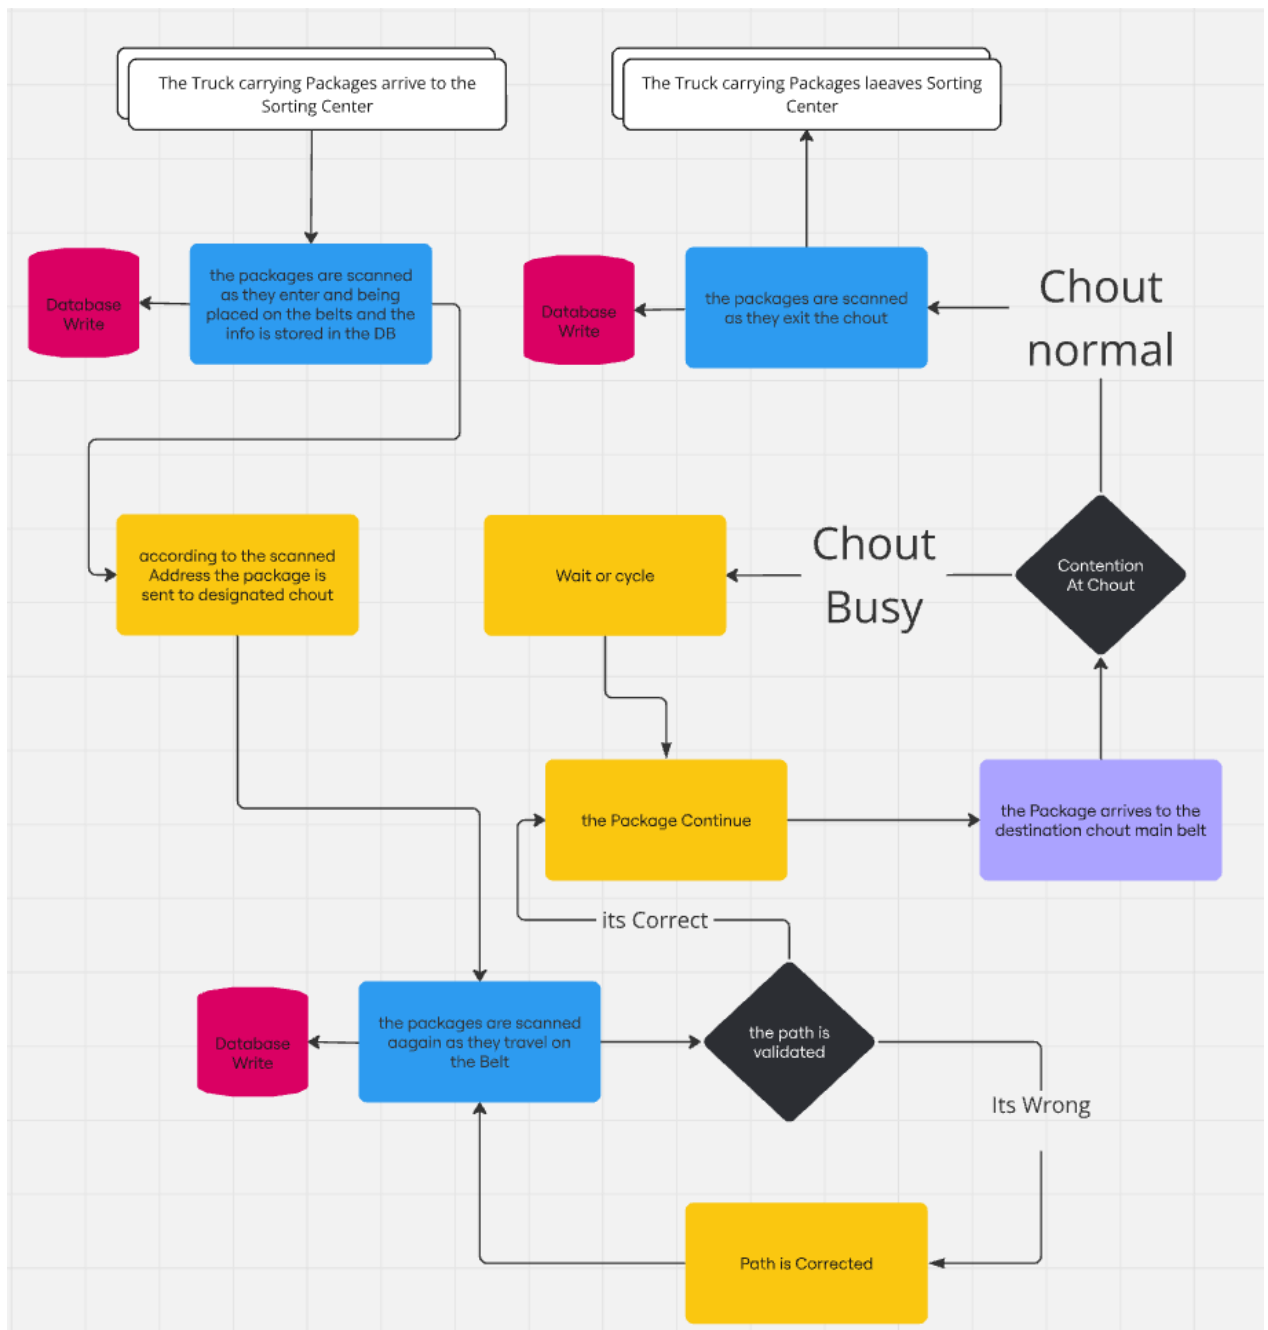 The Truck carrying Packages arrive to the
Sorting Center
The Truck carrying Packages laeaves Sorting
Center
Database
Write
the packages are scanned
as they enter and being
placed on the belts and the
info is stored in the DB
Database
Write
the packages are scanned
as they exit the chout
Chout
normal
according to the scanned
Address the package is
sent to designated chout
Wait or cycle
Chout
Busy
Contention
At Chout
the Package Continue
the Package arrives to the
destination chout main belt
its Correct
Database
Write
the packages are scanned
aagain as they travel on
the Belt
the path is
validated
Its Wrong
Path is Corrected